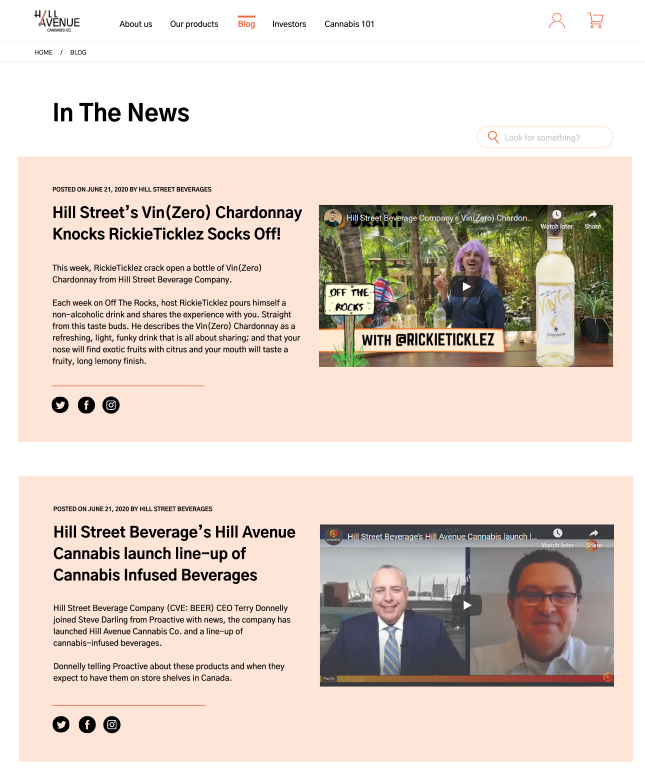 HILL
AVENUE
CANNABIS CO.
About us
Our products
Blog
Investors
Cannabis 101
HOME / BLOG
In The News
Look for something?
POSTED ON JUNE 21, 2020 BY HILL STREET BEVERAGES
Hill Street's Vin(Zero) Chardonnay
Knocks RickieTicklez Socks Off!
This week, RickieTicklez crack open a bottle of Vin(Zero)
Chardonnay from Hill Street Beverage Company.
Each week on Off The Rocks, host RickieTicklez pours himself a
non-alcoholic drink and shares the experience with you. Straight
from this taste buds. He describes the Vin(Zero) Chardonnay as a
refreshing, light, funky drink that is all about sharing; and that your
nose will find exotic fruits with citrus and your mouth will taste a
fruity, long lemony finish.
Hill Street Beverage Company's Vin(Zero) Chardon...
Watch later
Share
OFF THE
ROCKS
WITH @RICKIETICKLEZ
POSTED ON JUNE 21, 2020 BY HILL STREET BEVERAGES
Hill Street Beverage's Hill Avenue
Cannabis launch line-up of
Cannabis Infused Beverages
Hill Street Beverage Company (CVE: BEER) CEO Terry Donnelly
joined Steve Darling from Proactive with news, the company has
launched Hill Avenue Cannabis Co. and a line-up of
cannabis-infused beverages.
Donnelly telling Proactive about these products and when they
expect to have them on store shelves in Canada.
Hill Street Beverage's Hill Avenue Cannabis launch l...
Watch later
Share